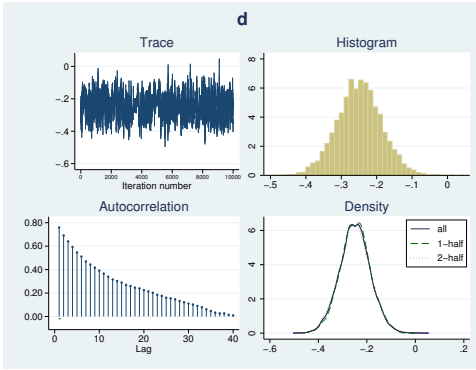 d
Trace
0
-.2
-.4
-.6
0 2000 4000 6000 8000 10000
Iteration number
Histogram
8
6
4
2
0
-.5 -.4 -.3 -.2 -.1 0
Autocorrelation
0.80
0.60
0.40
0.20
0.00
0 10 20 30 40
Lag
Density
6
4
2
0
-.6 -.4 -.2 0 .2
all
1-half
2-half